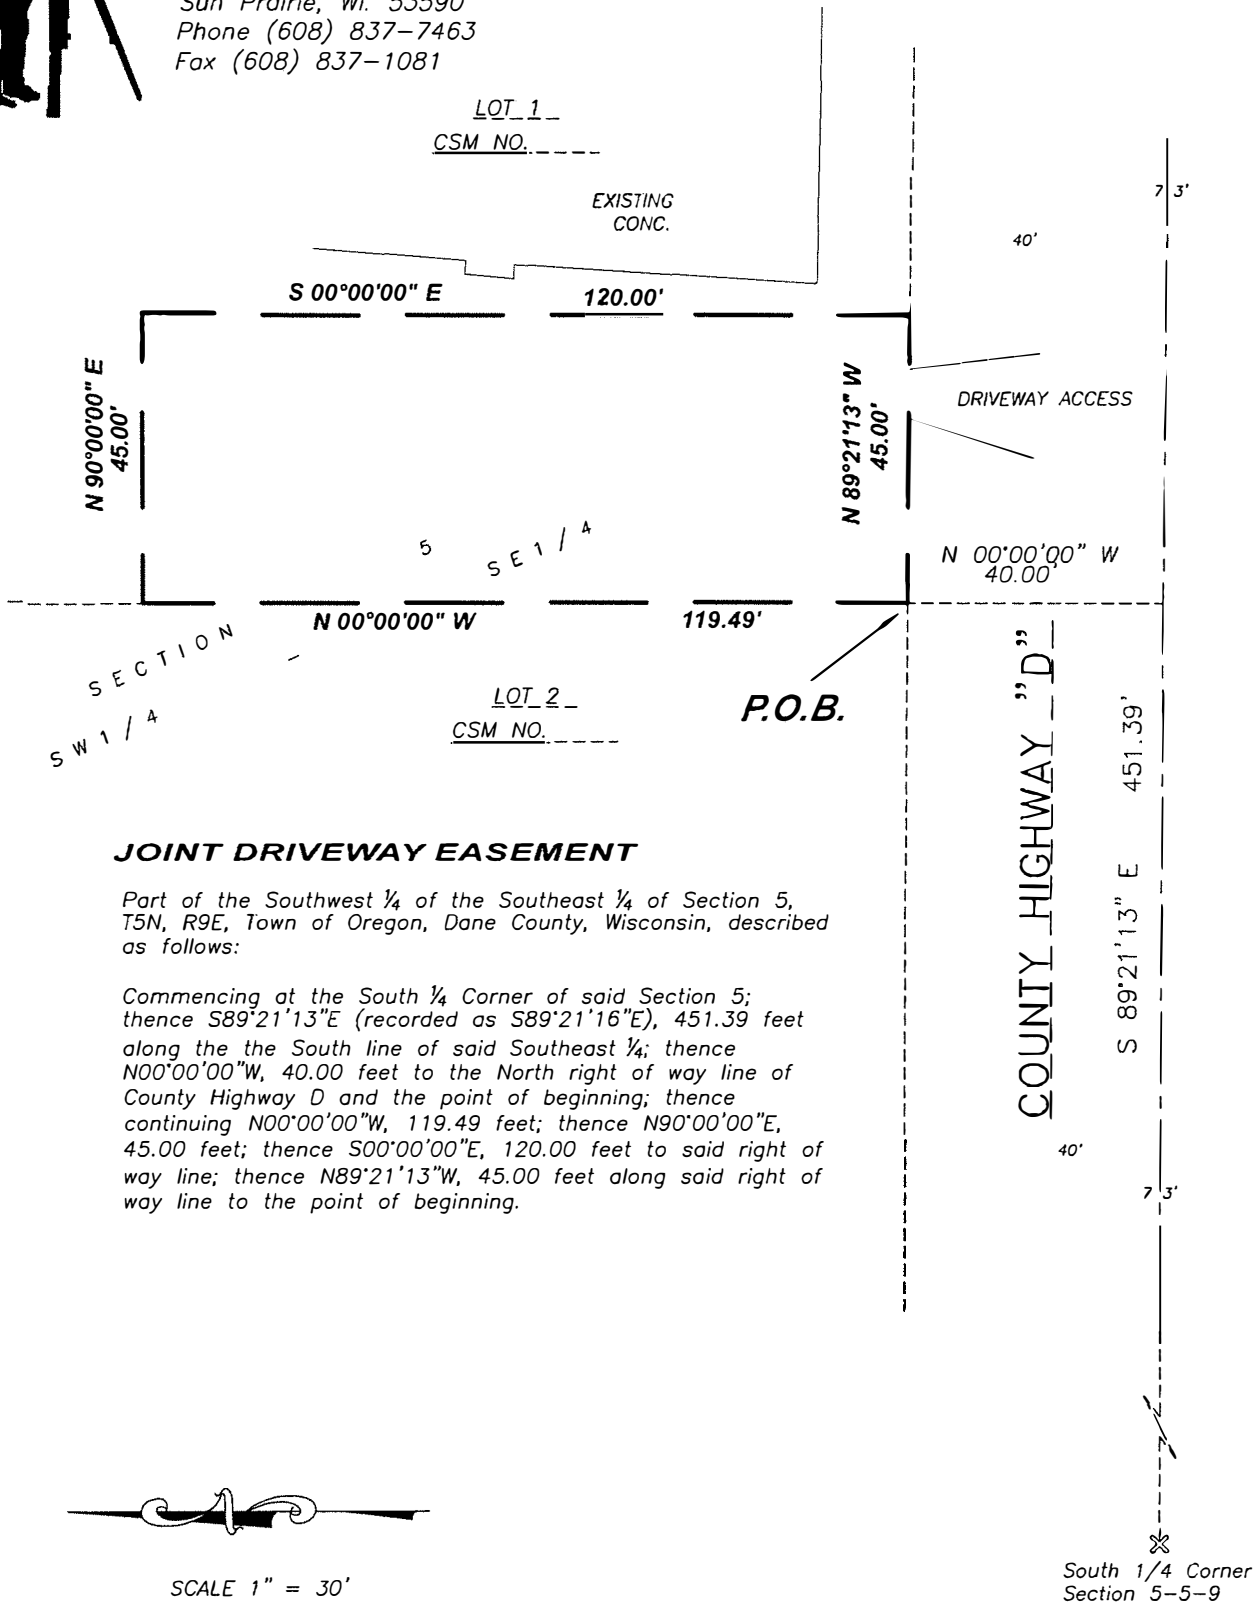 Sun Prairie, WI. 53590
Phone (608) 837-7463
Fax (608) 837-1081
LOT 1
CSM NO.
EXISTING
CONC.
7 3'
40'
S 00°00'00" E 120.00'
N 90°00'00" E
45.00'
N 89°21'13" W
45.00'
DRIVEWAY ACCESS
5 SE1/4
N 00°00'00" W
40.00'
N 00°00'00" W 119.49'
SECTION
SW1/4
LOT 2
CSM NO.
P.O.B.
COUNTY HIGHWAY "D"
S 89°21'13" E 451.39'
JOINT DRIVEWAY EASEMENT
Part of the Southwest ¼ of the Southeast ¼ of Section 5,
T5N, R9E, Town of Oregon, Dane County, Wisconsin, described
as follows:
Commencing at the South ¼ Corner of said Section 5;
thence S89°21'13"E (recorded as S89°21'16"E), 451.39 feet
along the the South line of said Southeast ¼; thence
N00°00'00"W, 40.00 feet to the North right of way line of
County Highway D and the point of beginning; thence
continuing N00°00'00"W, 119.49 feet; thence N90°00'00"E,
45.00 feet; thence S00°00'00"E, 120.00 feet to said right of
way line; thence N89°21'13"W, 45.00 feet along said right of
way line to the point of beginning.
40'
7 3'
SCALE 1" = 30'
South 1/4 Corner
Section 5-5-9